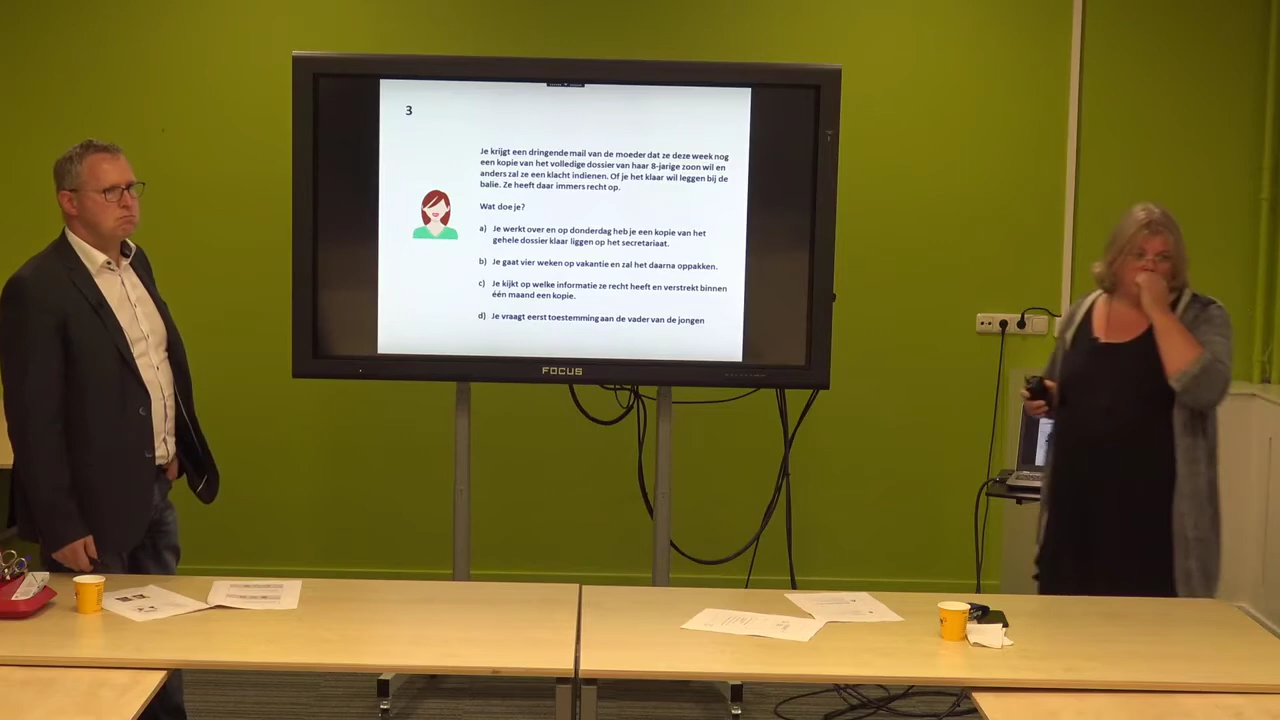 3
Je krijgt een dringende mail van de moeder dat ze deze week nog
een kopie van het volledige dossier van haar 8-jarige zoon wil en
anders zal ze een klacht indienen. Of je het klaar wil leggen bij de
balie. Ze heeft daar immers recht op.
Wat doe je?
a) Je werkt over en op donderdag heb je een kopie van het
gehele dossier klaar liggen op het secretariaat.
b) Je gaat vier weken op vakantie en zal het daarna oppakken.
c) Je kijkt op welke informatie ze recht heeft en verstrekt binnen
één maand een kopie.
d) Je vraagt eerst toestemming aan de vader van de jongen
FOCUS